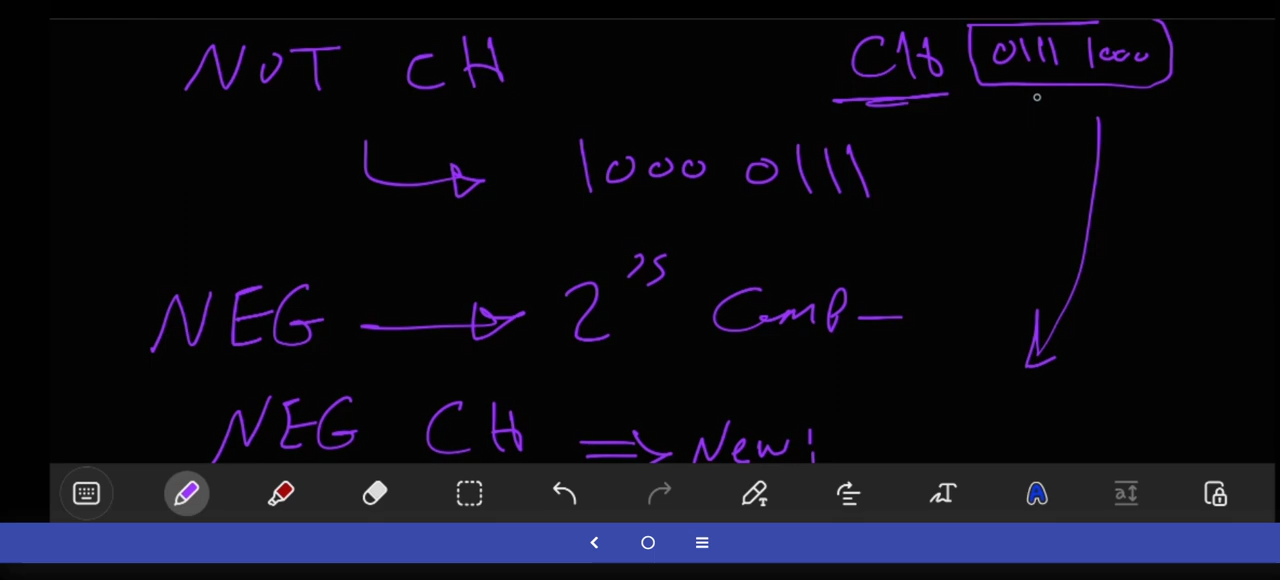 NOT CH CH 0111 1000
1000 0111
NEG 2's Comp
NEG CH => New